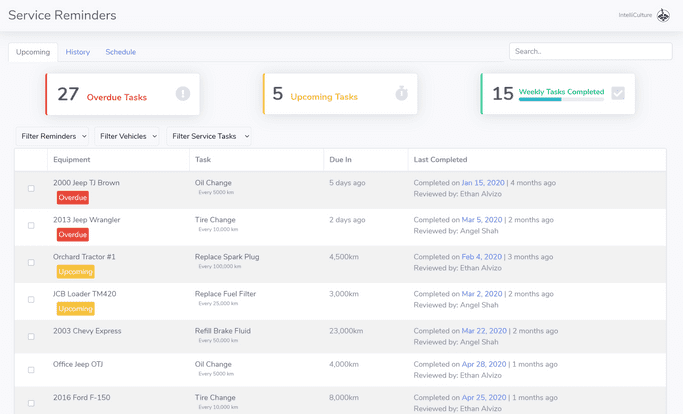 Service Reminders
IntelliCulture
Upcoming
History
Schedule
Search..
27 Overdue Tasks
5 Upcoming Tasks
15 Weekly Tasks Completed
Filter Reminders
Filter Vehicles
Filter Service Tasks
Equipment Task Due In Last Completed
2000 Jeep TJ Brown Oil Change 5 days ago Completed on Jan 15, 2020 | 4 months ago
Overdue Every 5000 km Reviewed by: Ethan Alvizo
2013 Jeep Wrangler Tire Change 2 days ago Completed on Mar 5, 2020 | 2 months ago
Overdue Every 10,000 km Reviewed by: Angel Shah
Orchard Tractor #1 Replace Spark Plug 4,500km Completed on Feb 4, 2020 | 3 months ago
Upcoming Every 100,000 km Reviewed by: Ethan Alvizo
JCB Loader TM420 Replace Fuel Filter 3,000km Completed on Mar 2, 2020 | 2 months ago
Upcoming Every 25,000 km Reviewed by: Angel Shah
2003 Chevy Express Refill Brake Fluid 23,000km Completed on Mar 22, 2020 | 2 months ago
Every 50,000 km Reviewed by: Angel Shah
Office Jeep OTJ Oil Change 4,000km Completed on Apr 28, 2020 | 1 months ago
Every 5000 km Reviewed by: Ethan Alvizo
2016 Ford F-150 Tire Change 8,000km Completed on Apr 25, 2020 | 1 months ago
Every 10,000 km Reviewed by: Ethan Alvizo